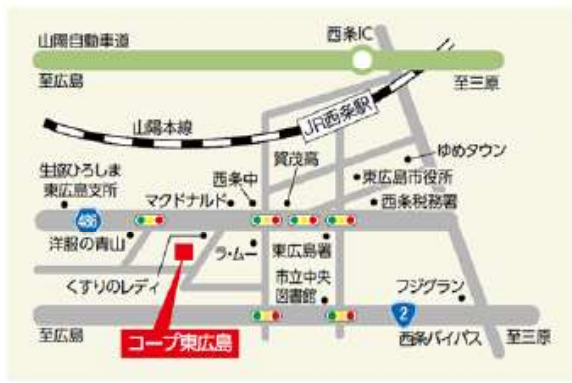 山陽自動車道
西条IC
至広島
至三原
山陽本線
JR西条駅
ゆめタウン
賀茂高
東広島市役所
西条中
生協ひろしま
東広島支所
マクドナルド
西条税務署
486
洋服の青山
ラ・ムー
東広島署
くすりのレディ
市立中央
図書館
フジグラン
2
至広島
コープ東広島
西条バイパス
至三原